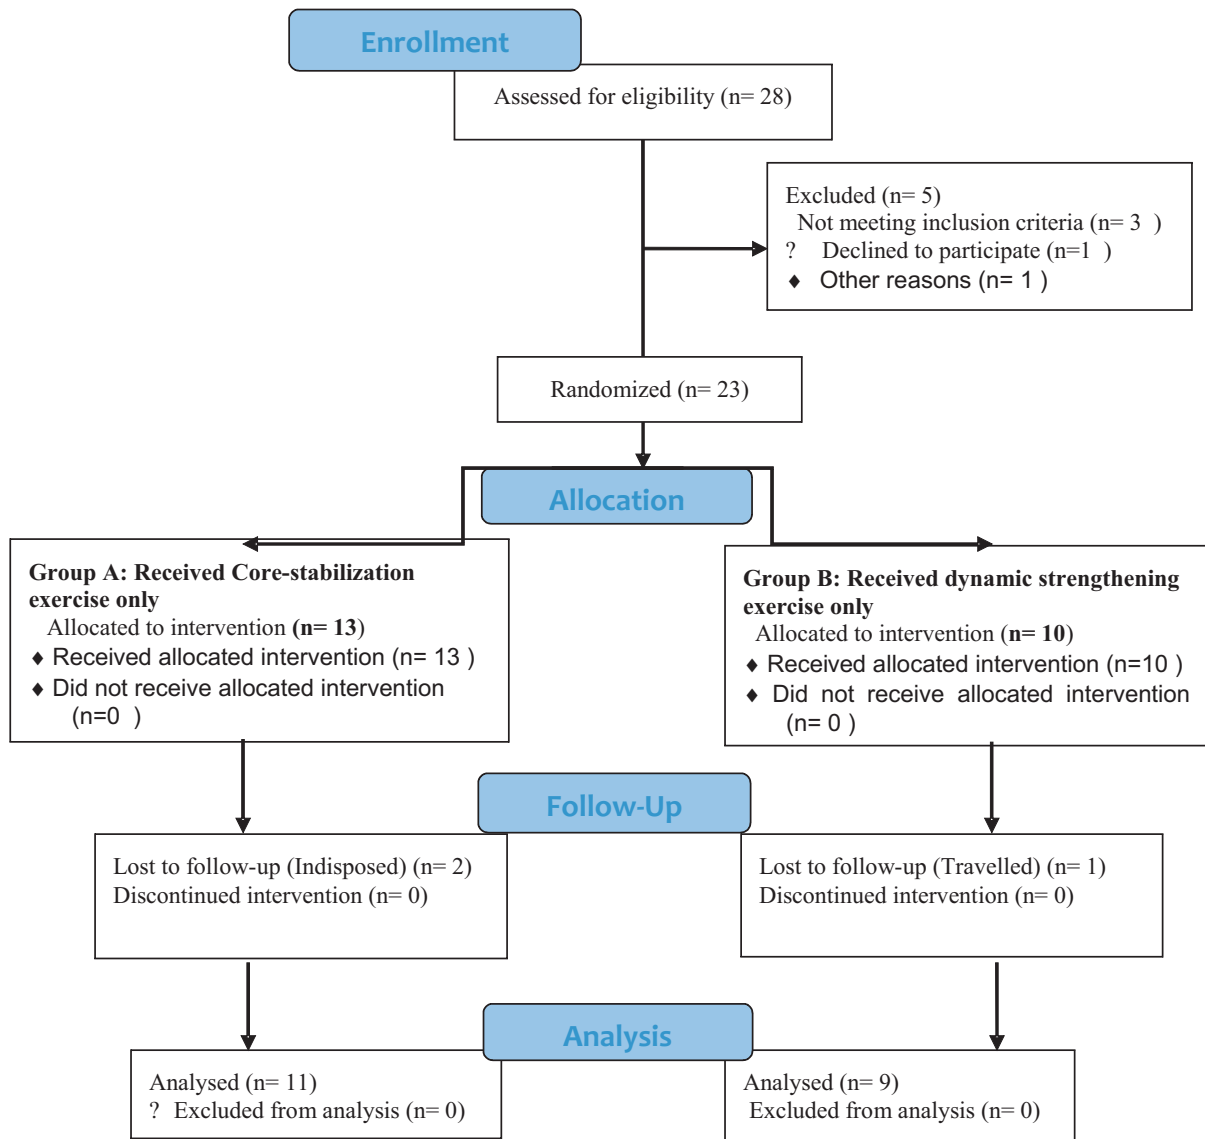 Enrollment
Assessed for eligibility (n= 28)
Excluded (n= 5)
Not meeting inclusion criteria (n= 3  )
?    Declined to participate (n=1  )
♦ Other reasons (n= 1 )
Randomized (n= 23)
Allocation
Group A: Received Core-stabilization
exercise only
Allocated to intervention (n= 13)
♦ Received allocated intervention (n= 13 )
♦ Did not receive allocated intervention
(n=0  )
Group B: Received dynamic strengthening
exercise only
Allocated to intervention (n= 10)
♦ Received allocated intervention (n=10 )
♦ Did not receive allocated intervention
(n= 0 )
Follow-Up
Lost to follow-up (Indisposed) (n= 2)
Discontinued intervention (n= 0)
Lost to follow-up (Travelled) (n= 1)
Discontinued intervention (n= 0)
Analysis
Analysed (n= 11)
?  Excluded from analysis (n= 0)
Analysed (n= 9)
Excluded from analysis (n= 0)